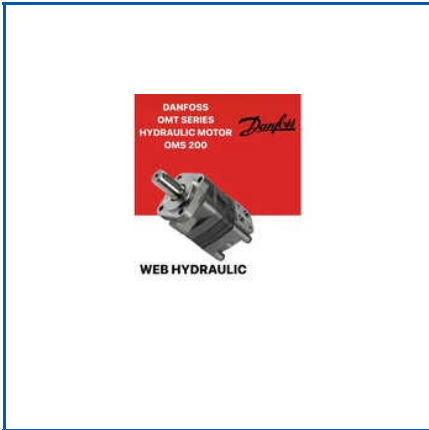 DANFOSS
OMT SERIES
HYDRAULIC MOTOR
OMS 200
Danfoss
WEB HYDRAULIC